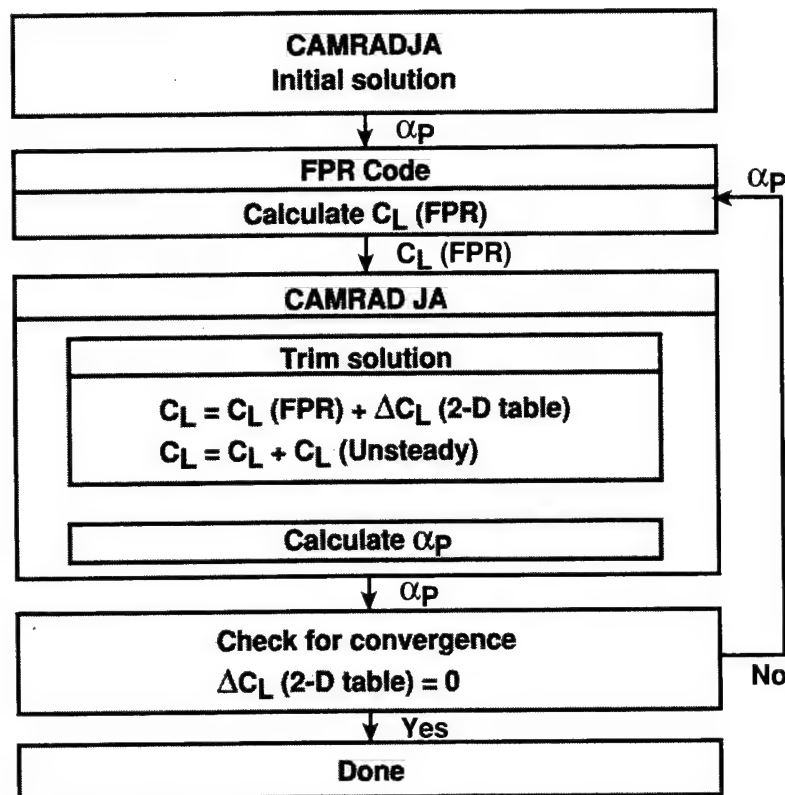 CAMRADJA
Initial solution
αP
FPR Code
αP
Calculate CL (FPR)
CL (FPR)
CAMRAD JA
Trim solution
CL = CL (FPR) + ΔCL (2-D table)
CL = CL + CL (Unsteady)
Calculate αP
αP
Check for convergence
ΔCL (2-D table) = 0
No
Yes
Done